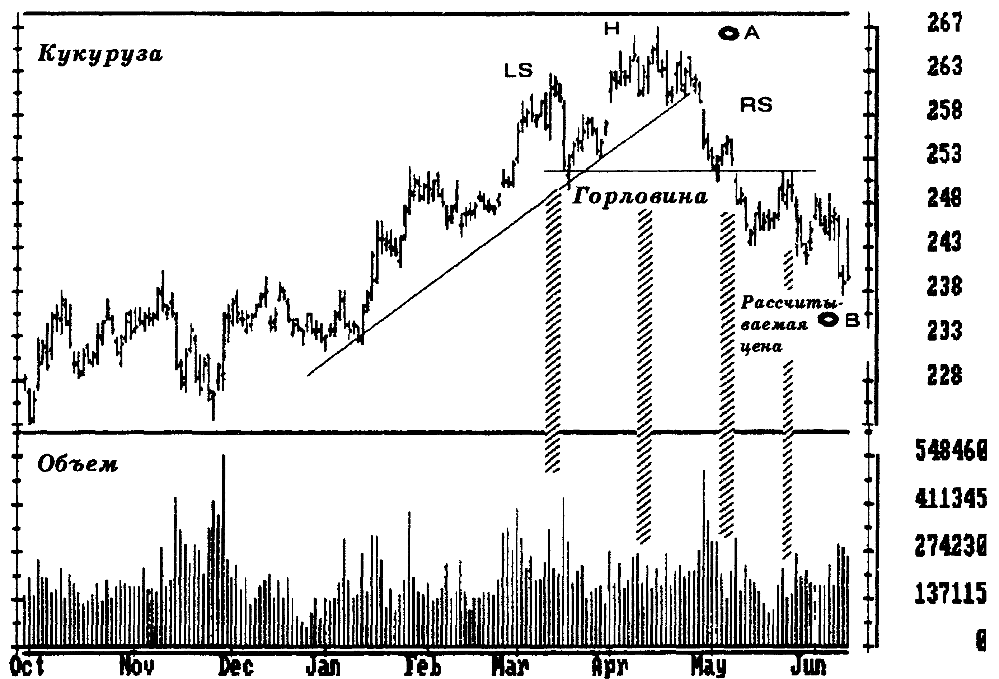 267
H
A
Кукуруза
263
LS
258
RS
253
Горловина
248
243
238
Рассчиты-
ваемая
B
233
цена
228
Объем
548460
411345
274230
137115
0
Oct Nov Dec Jan Feb Mar Apr May Jun